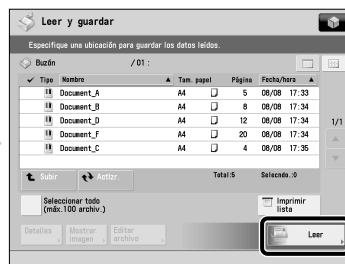 Leer y guardar
Especifique una ubicación para guardar los datos leídos.
Buzón / 01 :
✓ Tipo Nombre ▲ Tam. papel Página Fecha/hora ▲
Document_A A4 5 08/08 17:33
Document_B A4 8 08/08 17:34
Document_D A4 12 08/08 17:34
Document_F A4 20 08/08 17:34
Document_C A4 4 08/08 17:35
1/1
Subir Actlzr. Total:5 Selecndo.:0
Seleccionar todo
(máx.100 archiv.)
Imprimir
lista
Detalles Mostrar
imagen
Editar
archivo
Leer